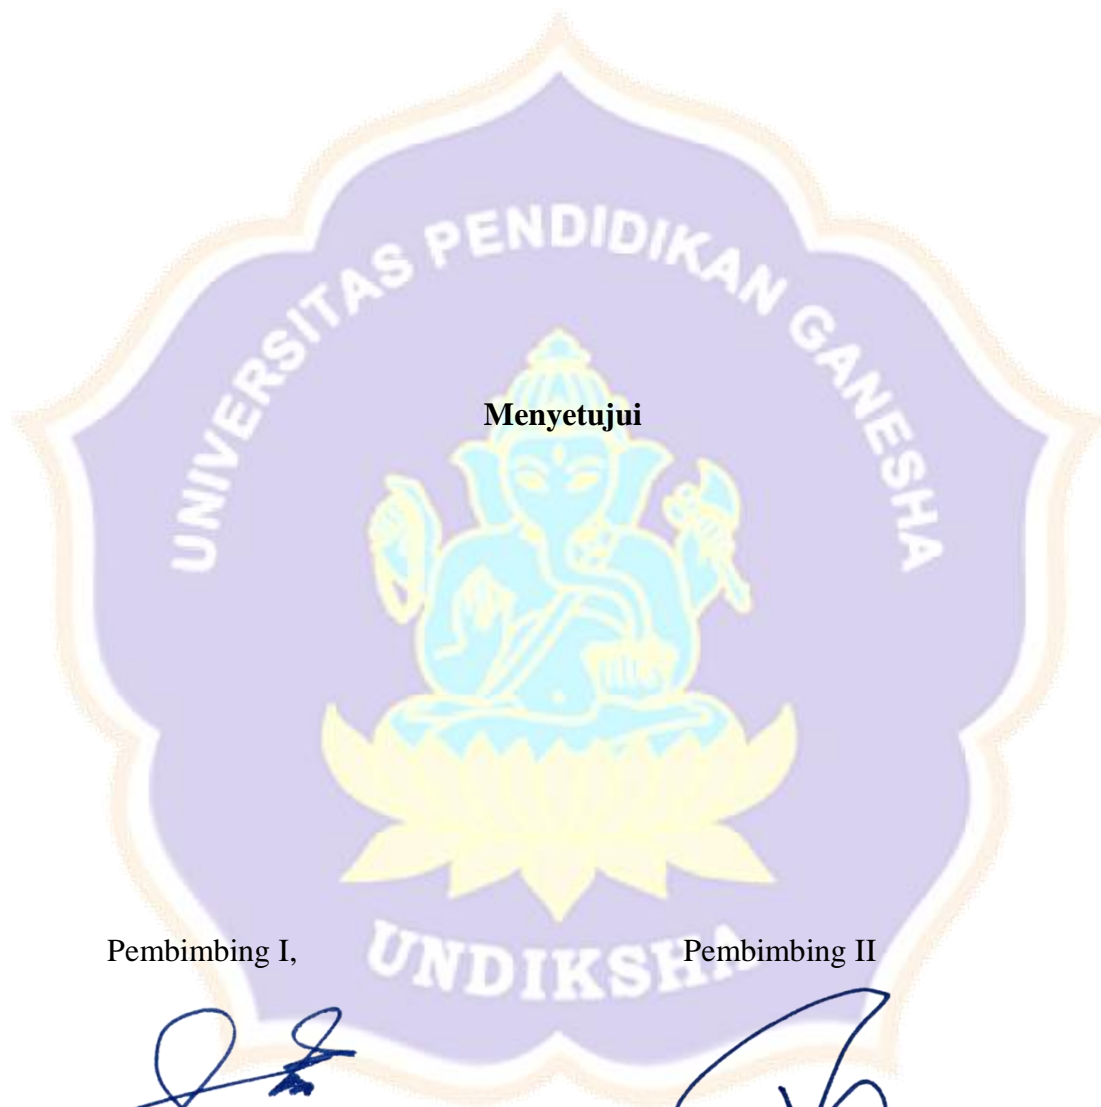 UNIVERSITAS PENDIDIKAN GANESHA
Menyetujui
Pembimbing I,
Pembimbing II
UNDIKSHA